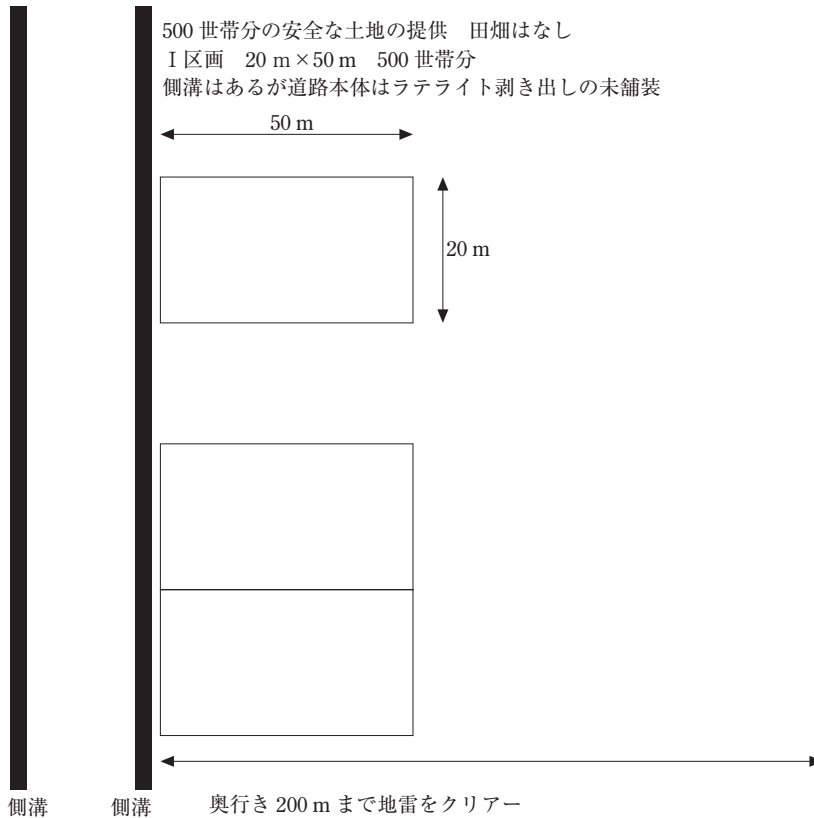 500 世帯分の安全な土地の提供　田畑はなし
Ⅰ区画　20 m×50 m　500 世帯分
側溝はあるが道路本体はラテライト剥き出しの未舗装
50 m
20 m
側溝
側溝
奥行き 200 m まで地雷をクリアー